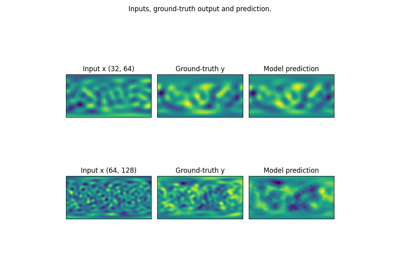 Inputs, ground-truth output and prediction.
Input x (32, 64) Ground-truth y Model prediction
Input x (64, 128) Ground-truth y Model prediction